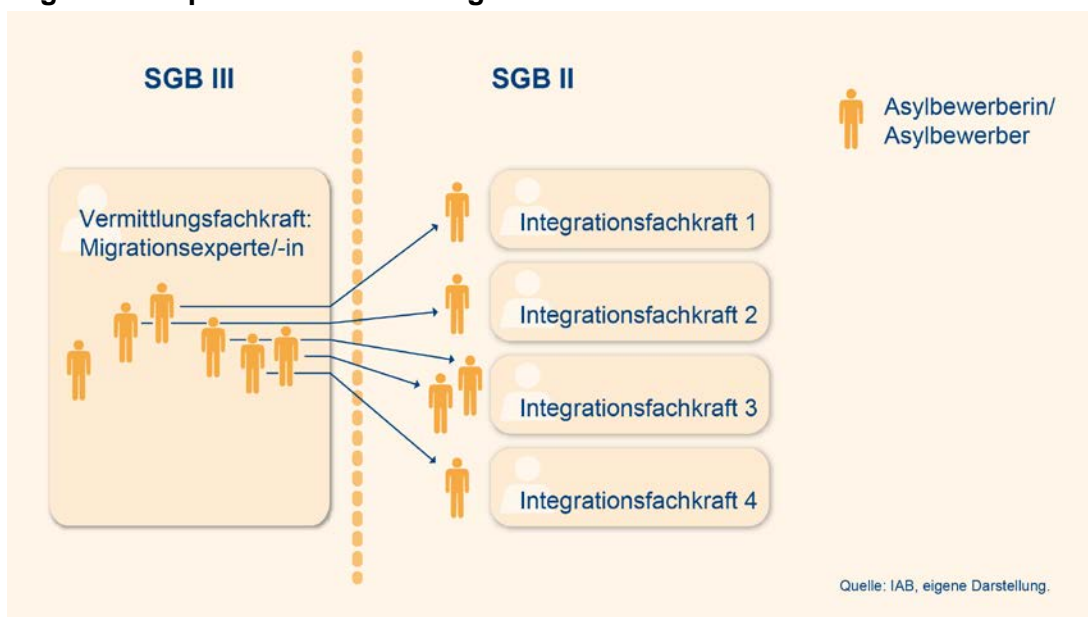 SGB III
SGB II
Asylbewerberin/
Asylbewerber
Vermittlungsfachkraft:
Migrationsexperte/-in
Integrationsfachkraft 1
Integrationsfachkraft 2
Integrationsfachkraft 3
Integrationsfachkraft 4
Quelle: IAB, eigene Darstellung.